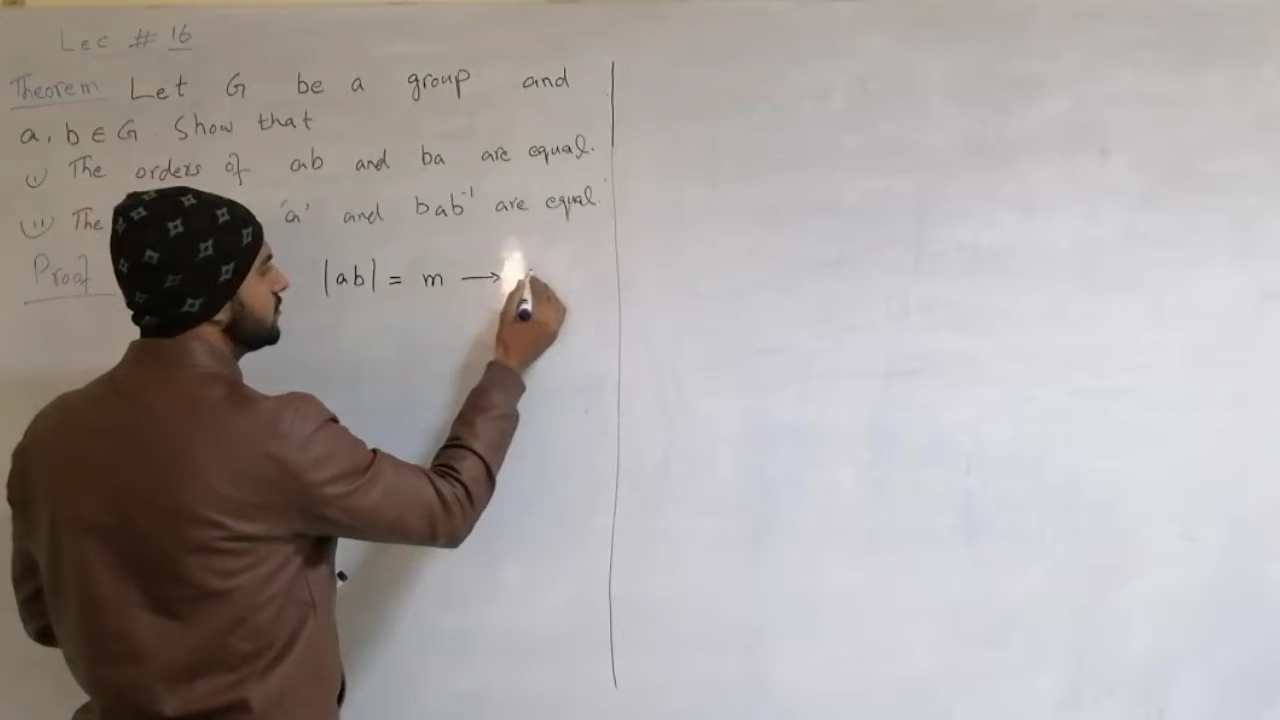 Lec # 16
Theorem Let G be a group and
a, b ∈ G Show that
(i) The orders of ab and ba are equal.
(ii) The 'a' and bab⁻¹ are equal.
Proof |ab| = m →